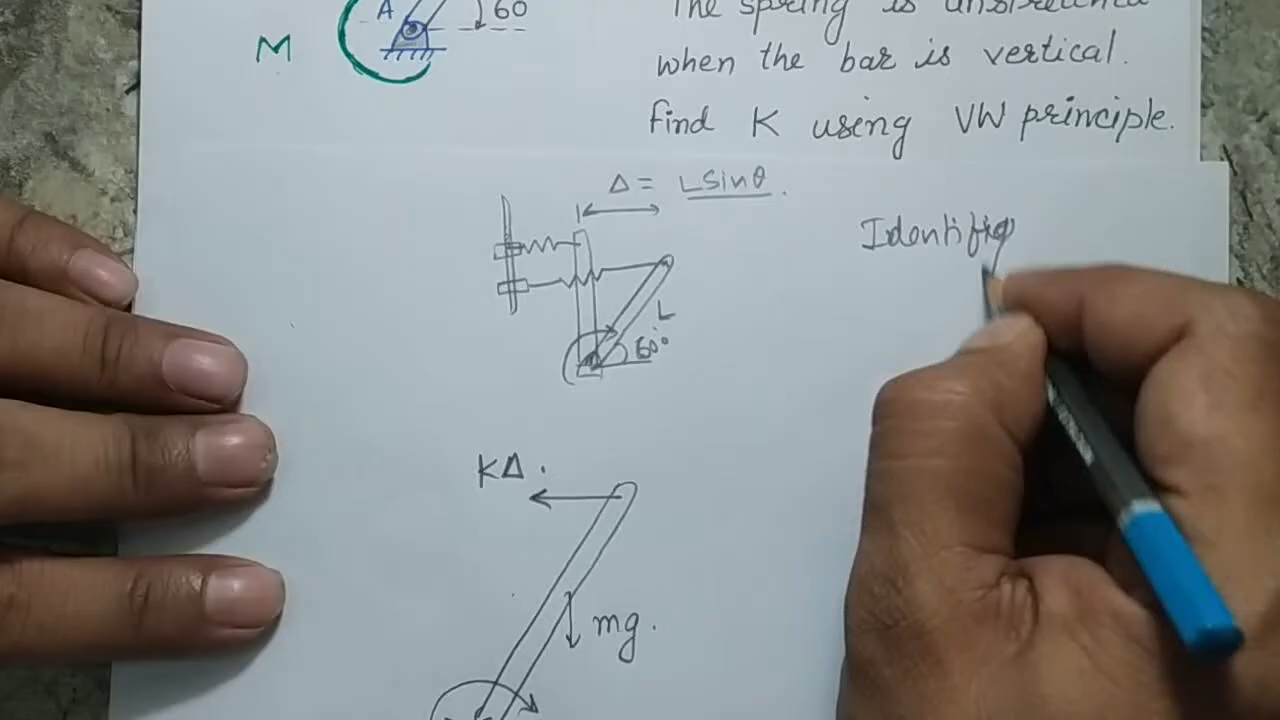 A
60
M
The spring is unstretched
when the bar is vertical.
Find K using VW principle.
Δ = L Sinθ.
Identify
L
60°
KΔ.
mg.